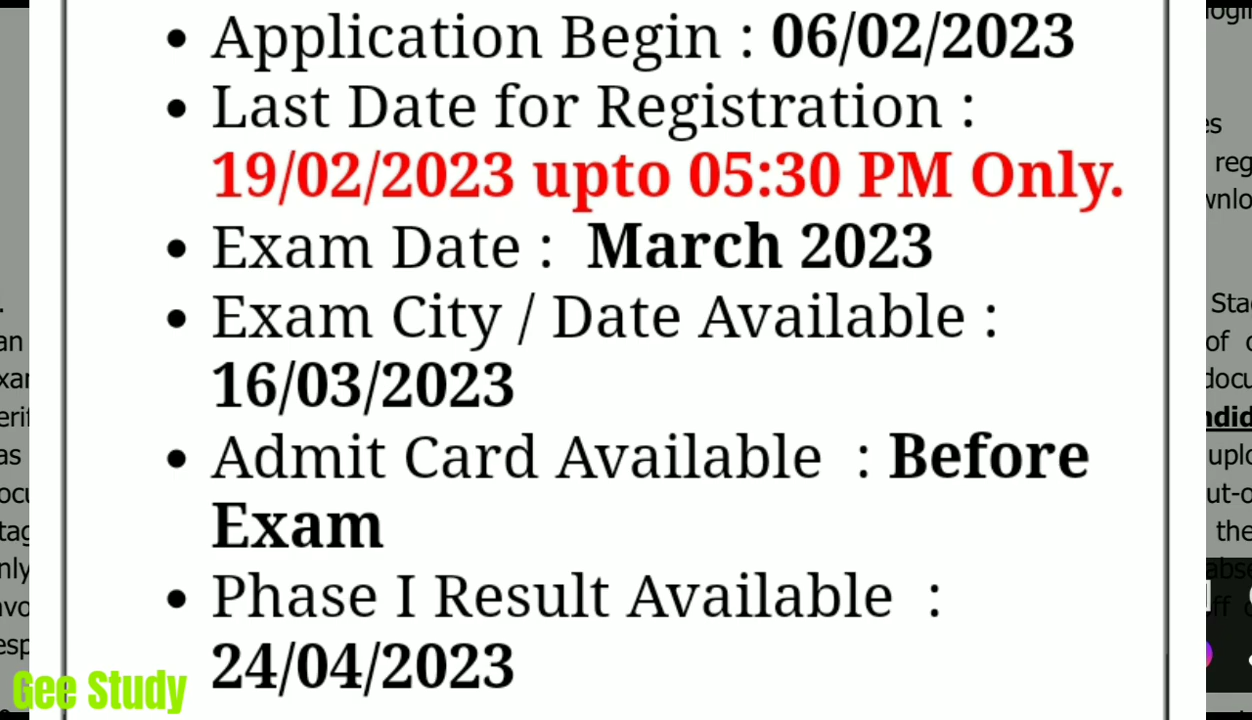 Application Begin : 06/02/2023
Last Date for Registration :
19/02/2023 upto 05:30 PM Only.
Exam Date : March 2023
Exam City / Date Available :
16/03/2023
Admit Card Available : Before
Exam
Phase I Result Available :
24/04/2023
Gee Study